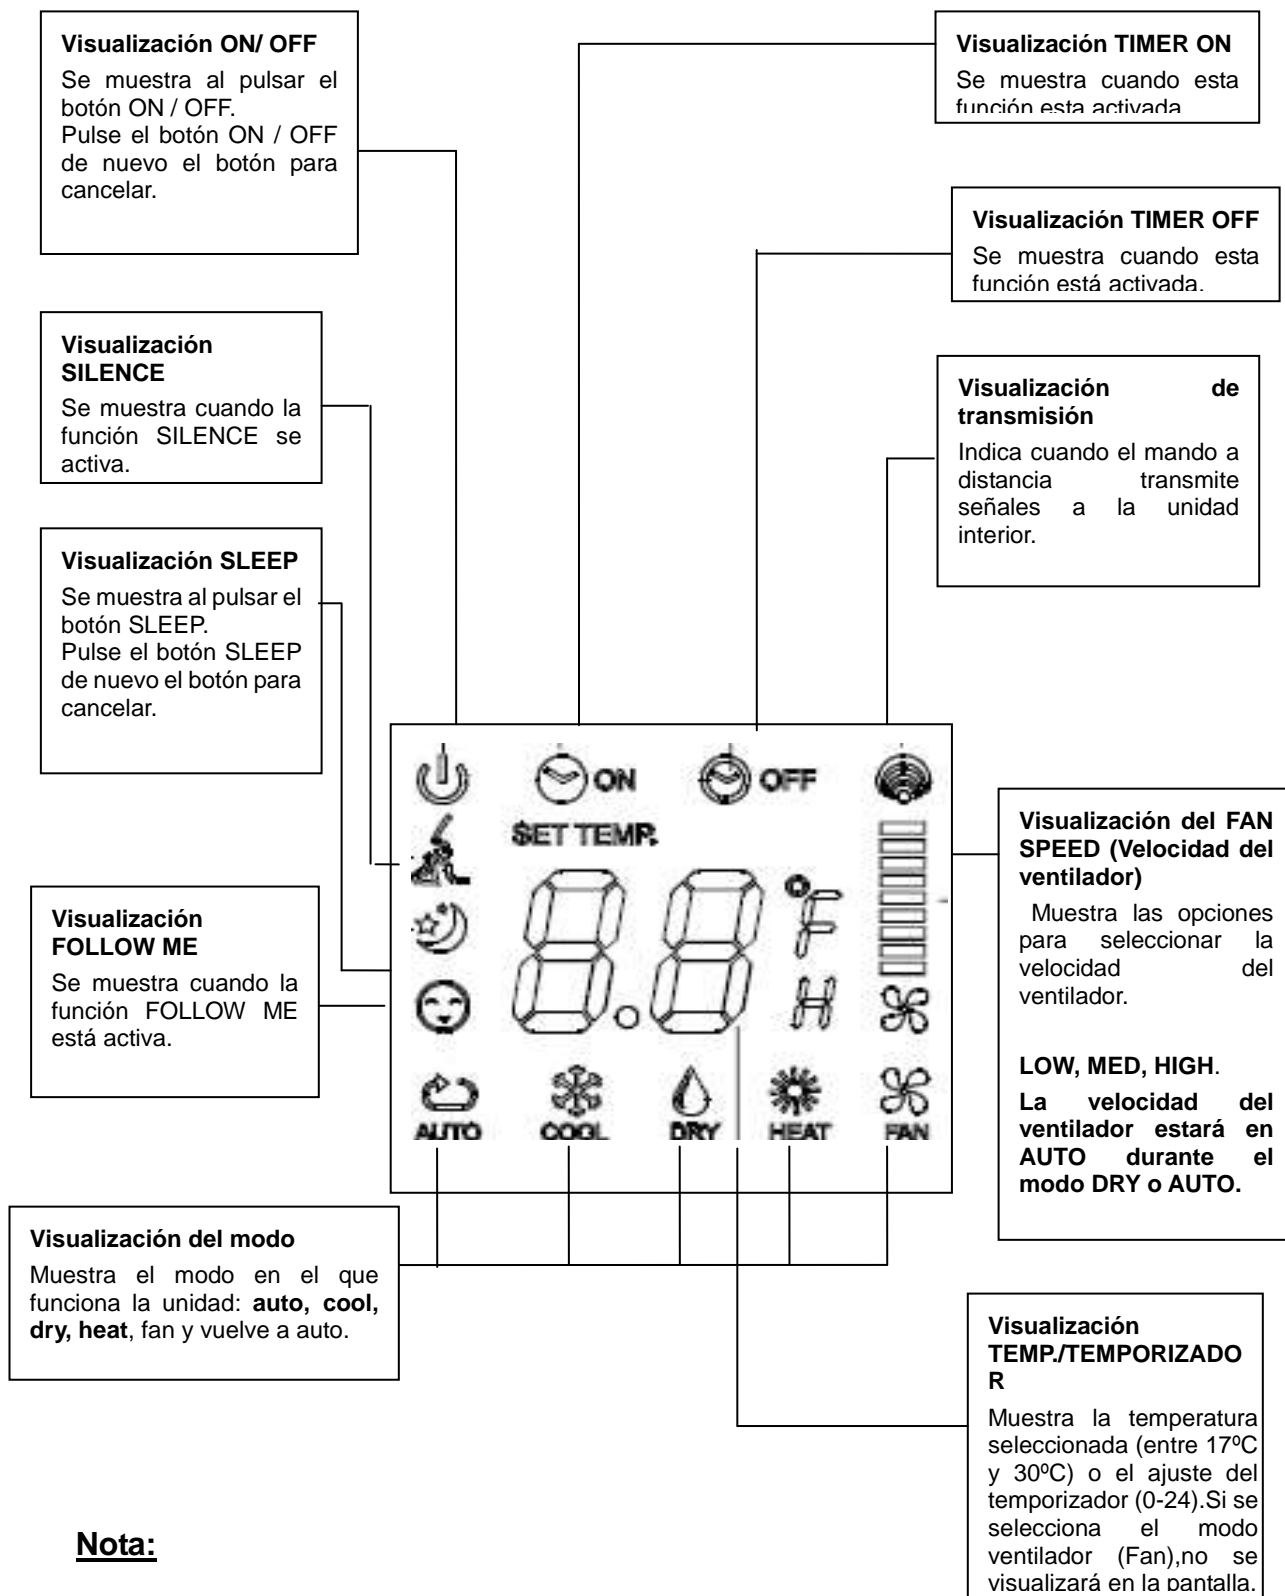 Visualización ON/ OFF
Se muestra al pulsar el
botón ON / OFF.
Pulse el botón ON / OFF
de nuevo el botón para
cancelar.
Visualización TIMER ON
Se muestra cuando esta
función esta activada
Visualización TIMER OFF
Se muestra cuando esta
función está activada.
Visualización
SILENCE
Se muestra cuando la
función SILENCE se
activa.
Visualización de
transmisión
Indica cuando el mando a
distancia transmite
señales a la unidad
interior.
Visualización SLEEP
Se muestra al pulsar el
botón SLEEP.
Pulse el botón SLEEP
de nuevo el botón para
cancelar.
ON OFF
SET TEMP.
8.8 °F
H
AUTO COOL DRY HEAT FAN
Visualización del FAN
SPEED (Velocidad del
ventilador)
Muestra las opciones
para seleccionar la
velocidad del
ventilador.
LOW, MED, HIGH.
La velocidad del
ventilador estará en
AUTO durante el
modo DRY o AUTO.
Visualización
FOLLOW ME
Se muestra cuando la
función FOLLOW ME
está activa.
Visualización del modo
Muestra el modo en el que
funciona la unidad: auto, cool,
dry, heat, fan y vuelve a auto.
Visualización
TEMP./TEMPORIZADO
R
Muestra la temperatura
seleccionada (entre 17ºC
y 30ºC) o el ajuste del
temporizador (0-24).Si se
selecciona el modo
ventilador (Fan),no se
visualizará en la pantalla.
Nota: